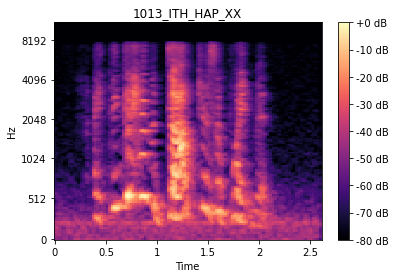 1013_ITH_HAP_XX
8192
4096
2048
1024
512
0
Hz
0
0.5
1
1.5
2
2.5
Time
+0 dB
-10 dB
-20 dB
-30 dB
-40 dB
-50 dB
-60 dB
-70 dB
-80 dB